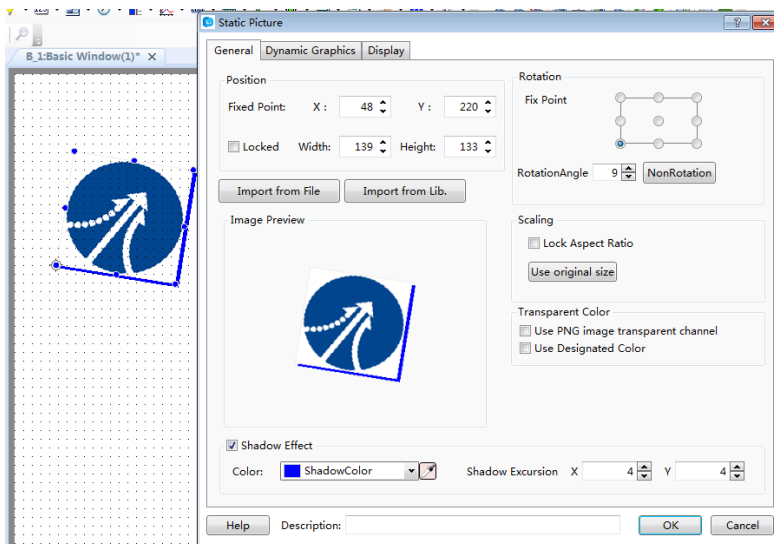 Static Picture
B_1:Basic Window(1)*
General Dynamic Graphics Display
Position
Fixed Point: X : 48 Y : 220
Locked Width: 139 Height: 133
Import from File Import from Lib.
Image Preview
Rotation
Fix Point
RotationAngle 9 NonRotation
Scaling
Lock Aspect Ratio
Use original size
Transparent Color
Use PNG image transparent channel
Use Designated Color
Shadow Effect
Color: ShadowColor Shadow Excursion X 4 Y 4
Help Description: OK Cancel